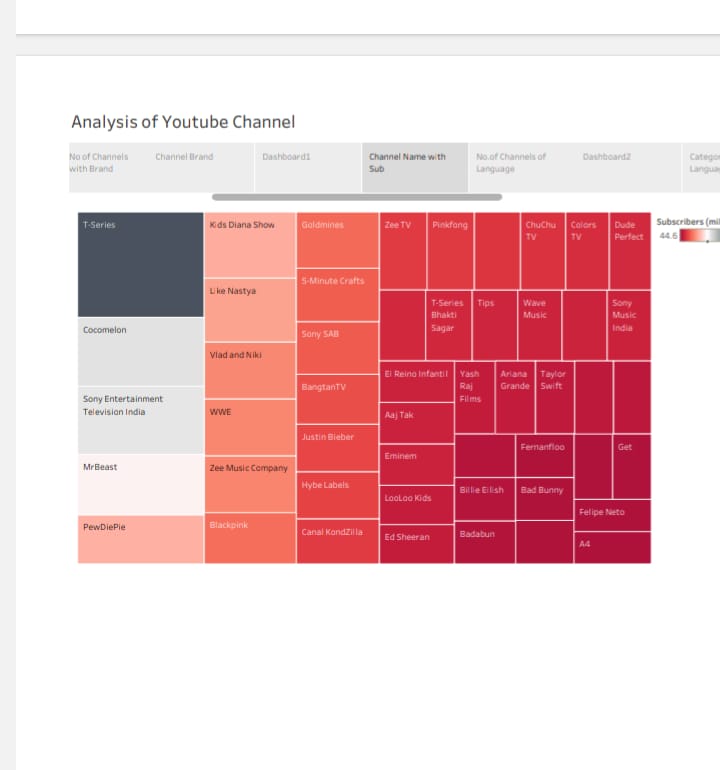 Analysis of Youtube Channel
No of Channels
with Brand
Channel Brand
Dashboard1
Channel Name with
Sub
No.of Channels of
Language
Dashboard2
T-Series
Cocomelon
Sony Entertainment
Television India
MrBeast
PewDiePie
Kids Diana Show
Like Nastya
Vlad and Niki
WWE
Zee Music Company
Blackpink
Goldmines
5-Minute Crafts
Sony SAB
BangtanTV
Justin Bieber
Hybe Labels
Canal KondZilla
Zee TV
Pinkfong
ChuChu
TV
Colors
TV
Dude
Perfect
T-Series
Bhakti
Sagar
Tips
Wave
Music
Sony
Music
India
El Reino Infantil
Aaj Tak
Eminem
LooLoo Kids
Ed Sheeran
Yash
Raj
Films
Ariana
Grande
Taylor
Swift
Fernanfloo
Get
Billie Eilish
Bad Bunny
Felipe Neto
Badabun
A4
Subscribers
44.6